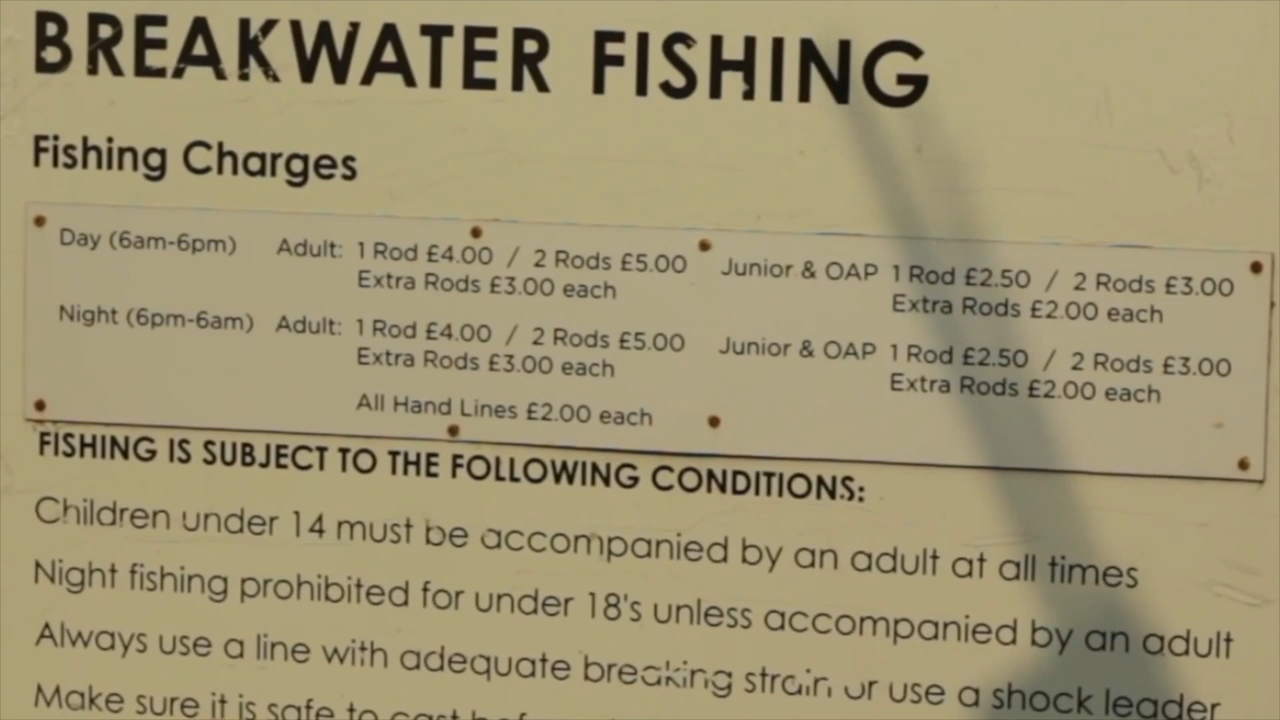 BREAKWATER FISHING
Fishing Charges
Day (6am-6pm) Adult: 1 Rod £4.00 / 2 Rods £5.00 Junior & OAP 1 Rod £2.50 / 2 Rods £3.00
Extra Rods £3.00 each Extra Rods £2.00 each
Night (6pm-6am) Adult: 1 Rod £4.00 / 2 Rods £5.00 Junior & OAP 1 Rod £2.50 / 2 Rods £3.00
Extra Rods £3.00 each Extra Rods £2.00 each
All Hand Lines £2.00 each
FISHING IS SUBJECT TO THE FOLLOWING CONDITIONS:
Children under 14 must be accompanied by an adult at all times
Night fishing prohibited for under 18's unless accompanied by an adult
Always use a line with adequate breaking strain, or use a shock leader
Make sure it is safe to cast